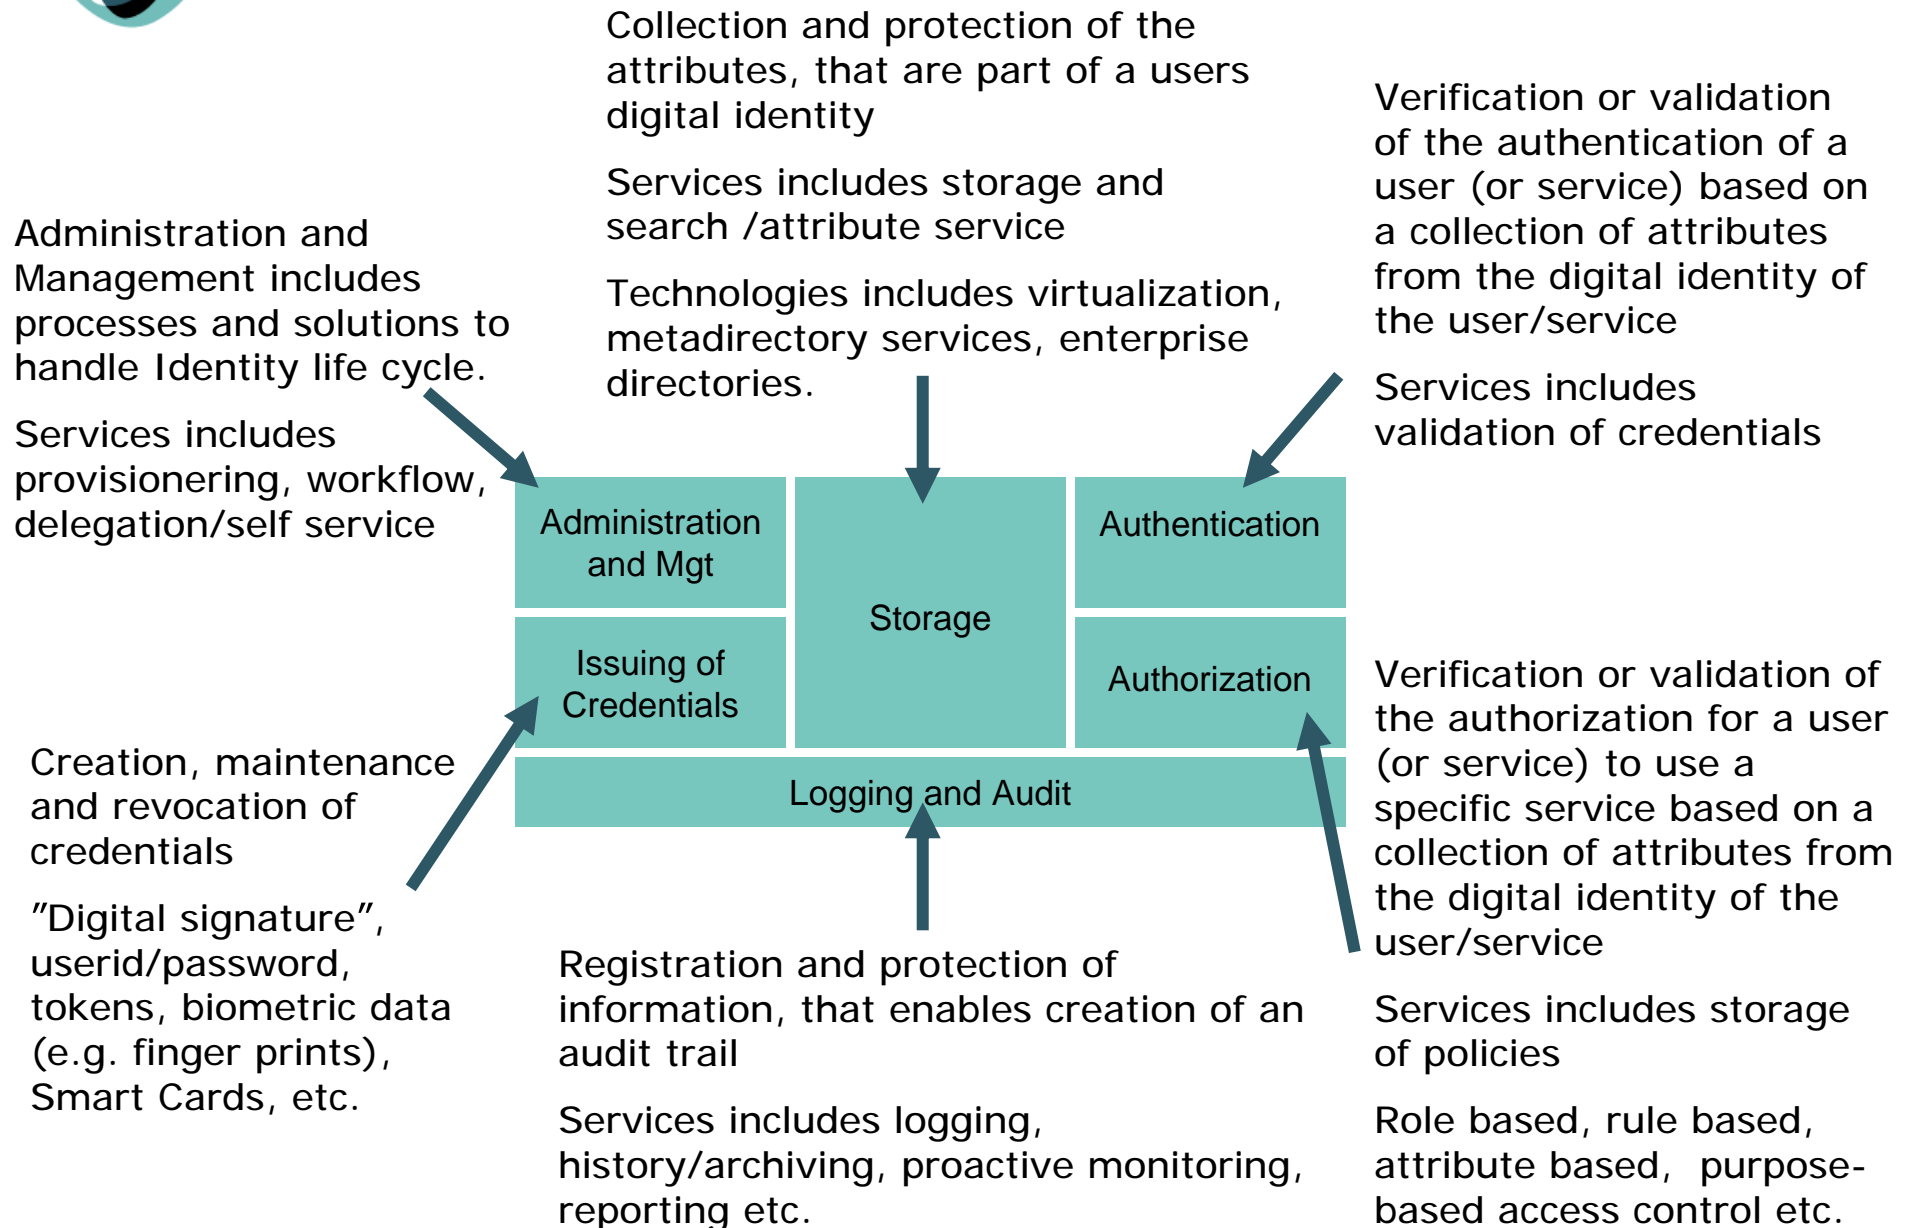 Collection and protection of the
attributes, that are part of a users
digital identity
Services includes storage and
search /attribute service
Technologies includes virtualization,
metadirectory services, enterprise
directories.
Verification or validation
of the authentication of a
user (or service) based on
a collection of attributes
from the digital identity of
the user/service
Services includes
validation of credentials
Administration and
Management includes
processes and solutions to
handle Identity life cycle.
Services includes
provisionering, workflow,
delegation/self service
Administration
and Mgt
Storage
Authentication
Issuing of
Credentials
Authorization
Logging and Audit
Creation, maintenance
and revocation of
credentials
"Digital signature",
userid/password,
tokens, biometric data
(e.g. finger prints),
Smart Cards, etc.
Registration and protection of
information, that enables creation of an
audit trail
Services includes logging,
history/archiving, proactive monitoring,
reporting etc.
Verification or validation of
the authorization for a user
(or service) to use a
specific service based on a
collection of attributes from
the digital identity of the
user/service
Services includes storage
of policies
Role based, rule based,
attribute based,  purpose-
based access control etc.